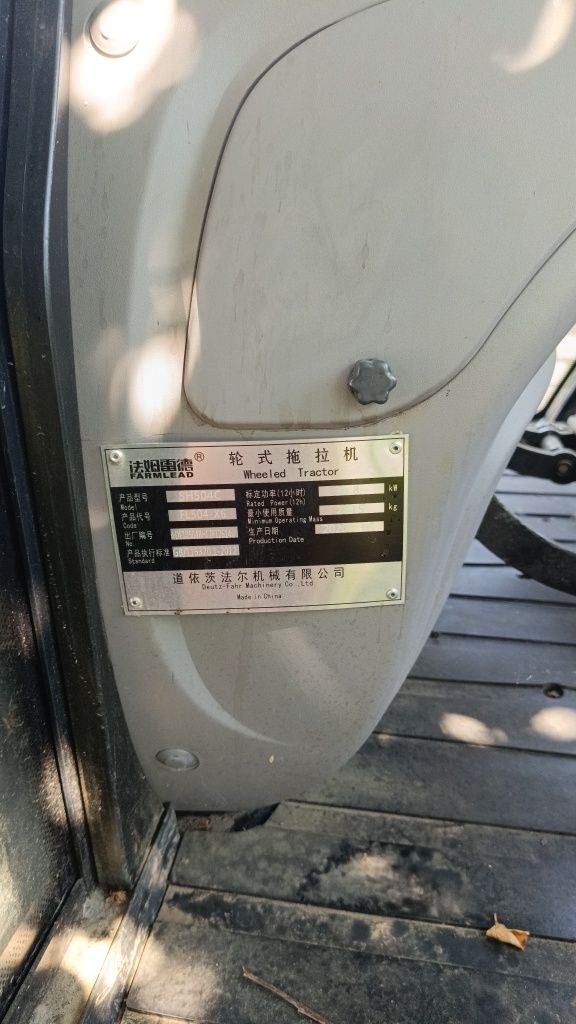 法姆重德® 轮式拖拉机
FARMLEAD Wheeled Tractor
产品型号 SH504C 标定功率(12小时) kW
Model Rated Power(12h)
产品代号 最小使用质量 kg
Code Minimum Operating Mass
出厂编号 生产日期
No. Production Date
产品执行标准
Standard
道依茨法尔机械有限公司
Deutz-Fahr Machinery Co.,Ltd.
Made in China